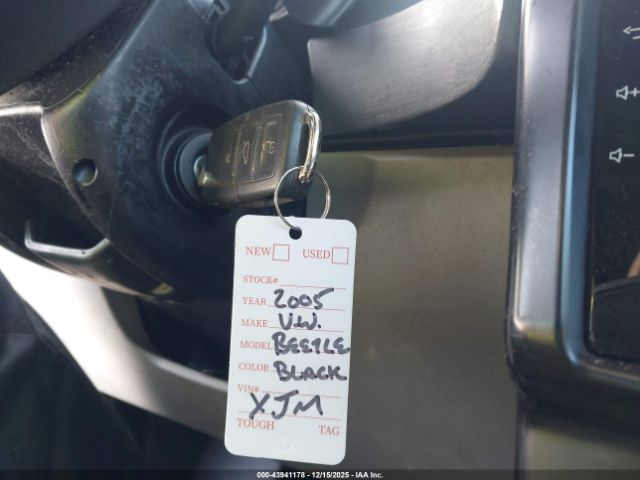 NEW USED
STOCK#
YEAR 2005
MAKE V.W.
MODEL BEETLE
COLOR BLACK
VIN#
XJM
TOUGH TAG
000-43941178 - 12/15/2025 - IAA Inc.